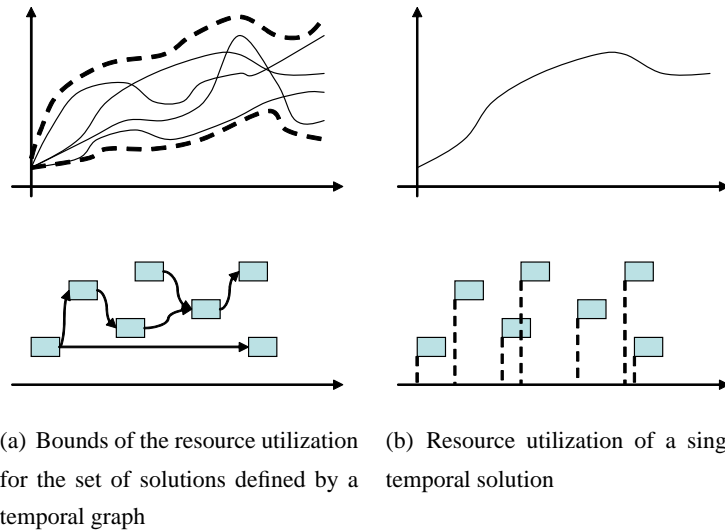 (a) Bounds of the resource utilization
for the set of solutions defined by a
temporal graph
(b) Resource utilization of a sing
temporal solution